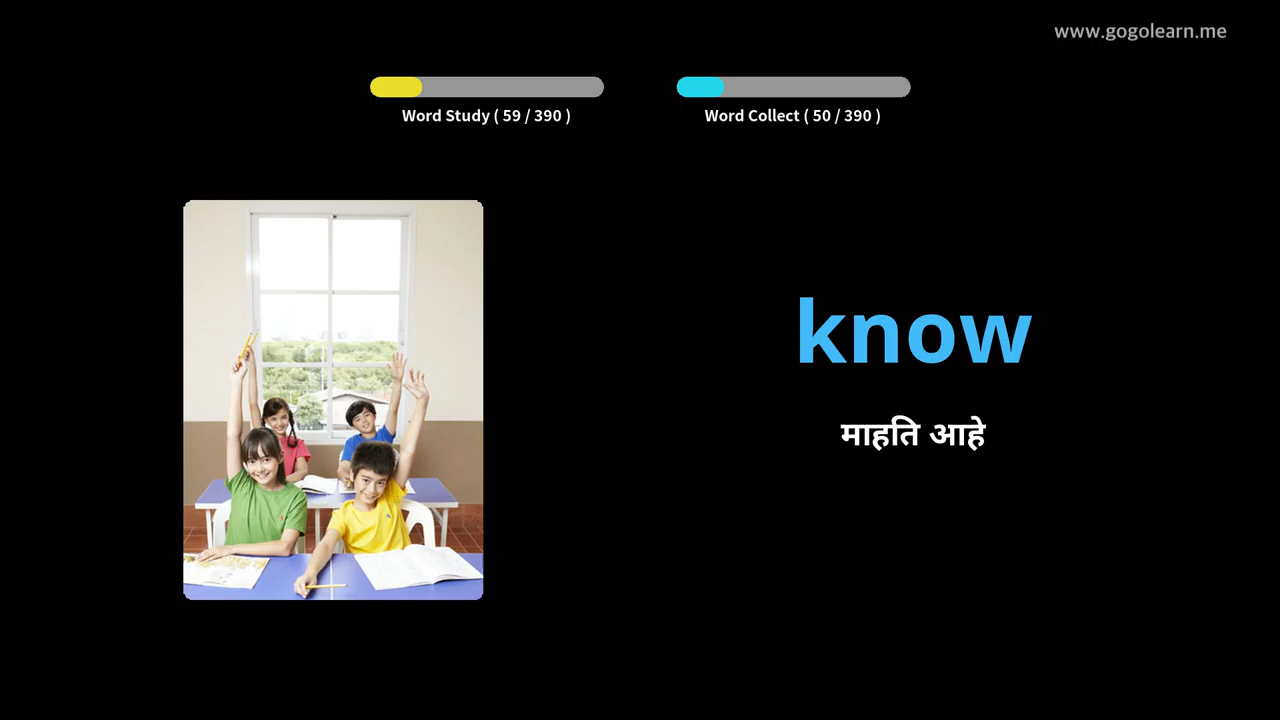 www.gogolearn.me
Word Study ( 59 / 390 )
Word Collect ( 50 / 390 )
know
माहति आहे